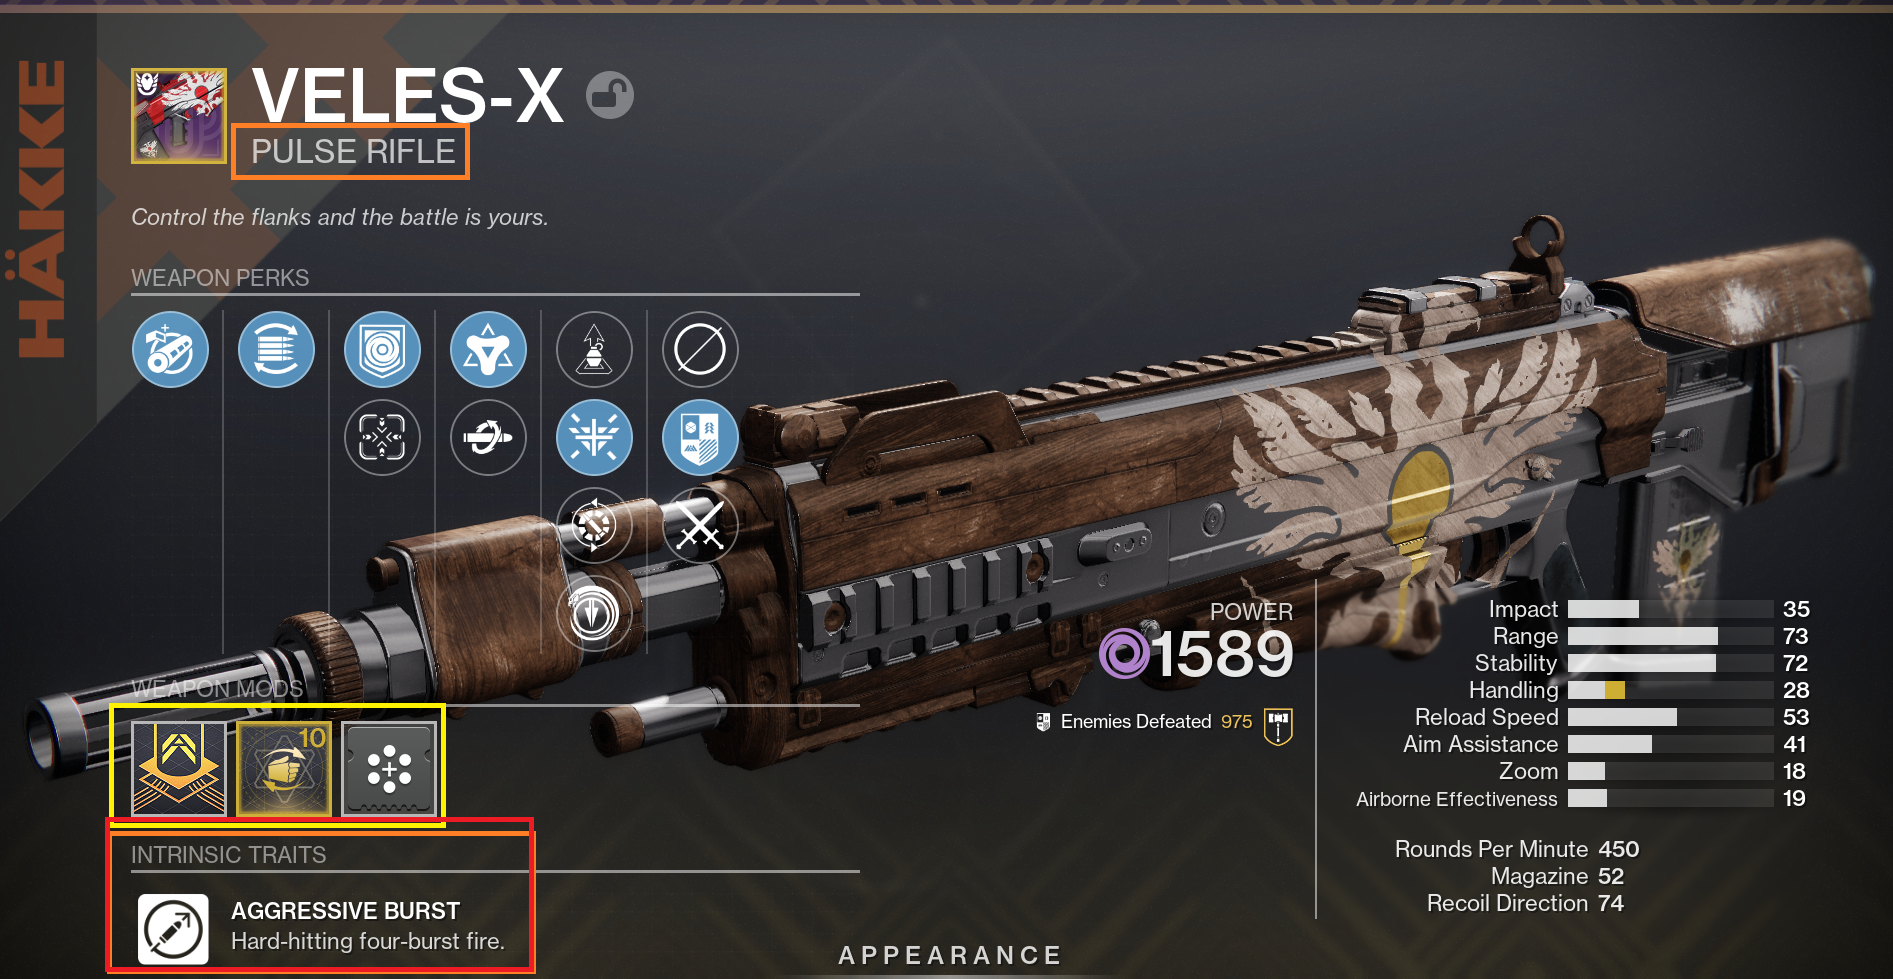 HÄKKE
VELES-X
PULSE RIFLE
Control the flanks and the battle is yours.
WEAPON PERKS
WEAPON MODS
10
INTRINSIC TRAITS
AGGRESSIVE BURST
Hard-hitting four-burst fire.
POWER
1589
Enemies Defeated 975
Impact 35
Range 73
Stability 72
Handling 28
Reload Speed 53
Aim Assistance 41
Zoom 18
Airborne Effectiveness 19
Rounds Per Minute 450
Magazine 52
Recoil Direction 74
APPEARANCE